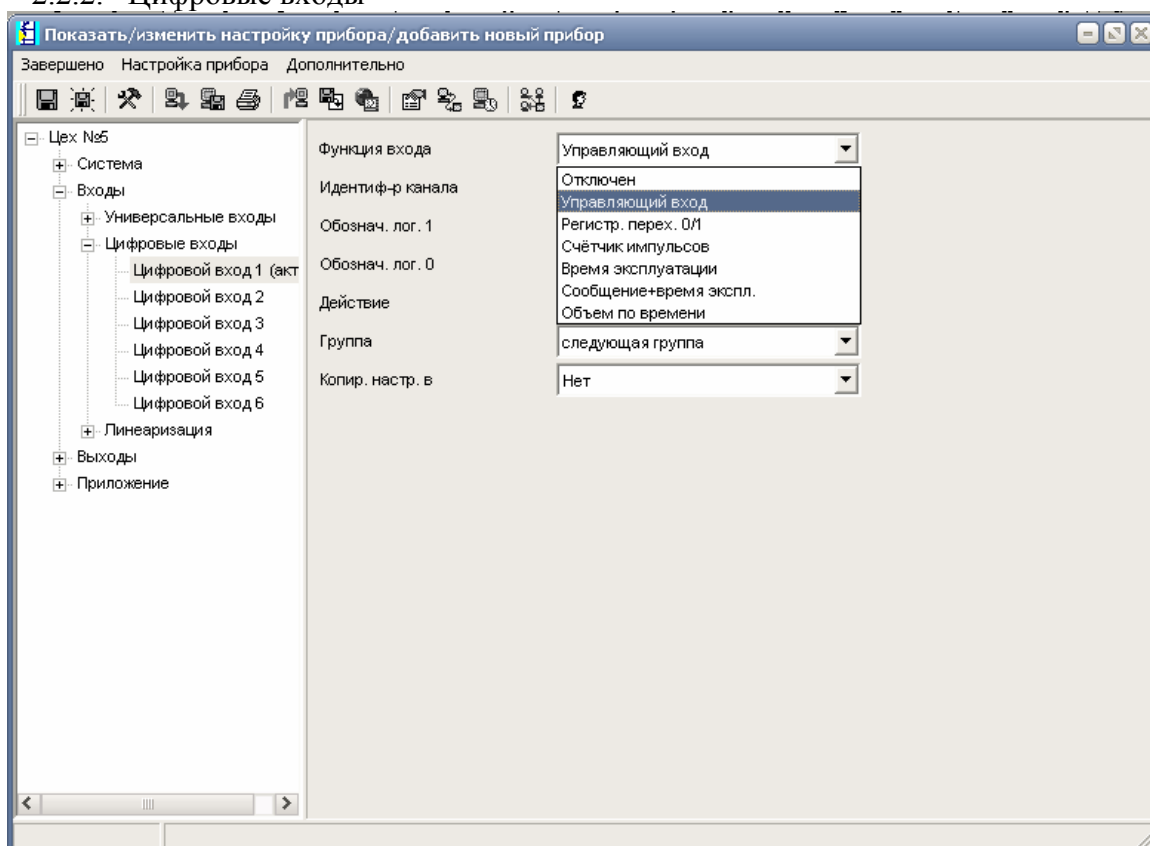 2.2.2. Цифровые входы
Показать/изменить настройку прибора/добавить новый прибор
Завершено Настройка прибора Дополнительно
Цех №5
Система
Входы
Универсальные входы
Цифровые входы
Цифровой вход 1 (акт
Цифровой вход 2
Цифровой вход 3
Цифровой вход 4
Цифровой вход 5
Цифровой вход 6
Линеаризация
Выходы
Приложение
Функция входа Управляющий вход
Идентиф-р канала
Обознач. лог. 1
Обознач. лог. 0
Действие
Отключен
Управляющий вход
Регистр. перех. 0/1
Счётчик импульсов
Время эксплуатации
Сообщение+время экспл.
Объем по времени
Группа следующая группа
Копир. настр. в Нет